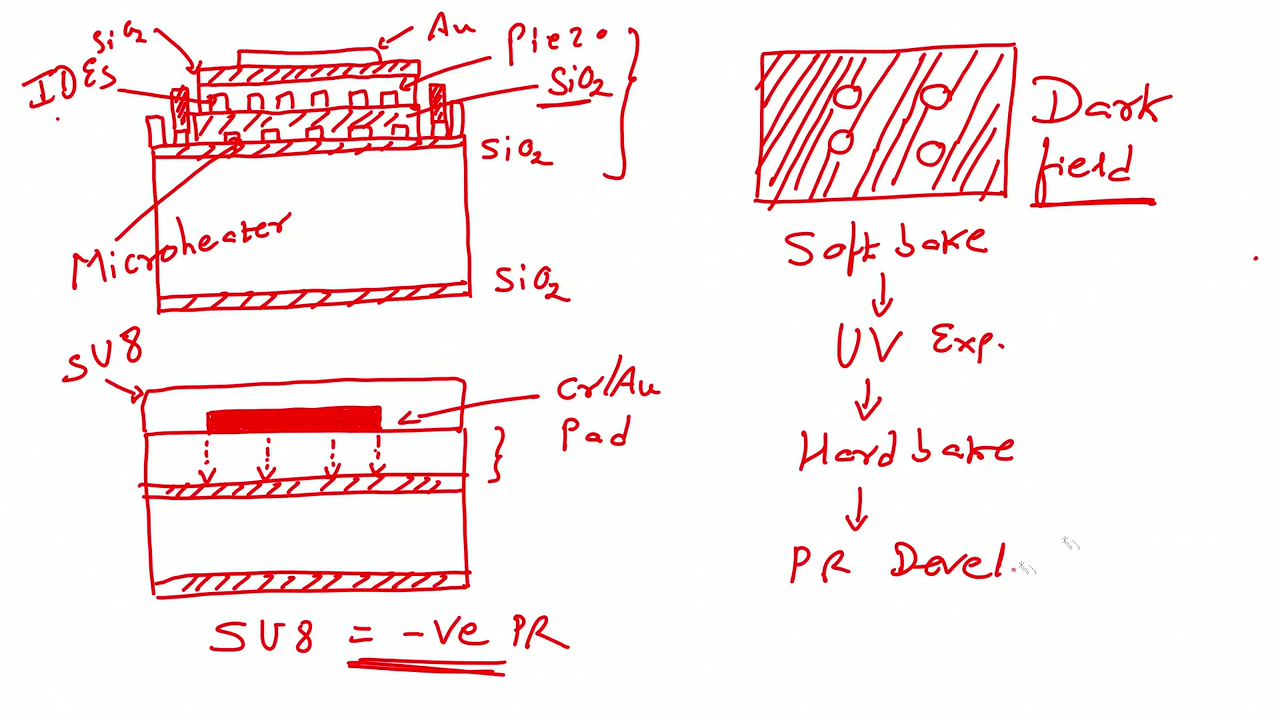 SiO2
Au
Piezo
IDES
SiO2
SiO2
Microheater
SiO2
SU8
Cr/Au
Pad
SU8 = -ve PR
Dark
field
Soft bake
UV Exp.
Hard bake
PR Devel.